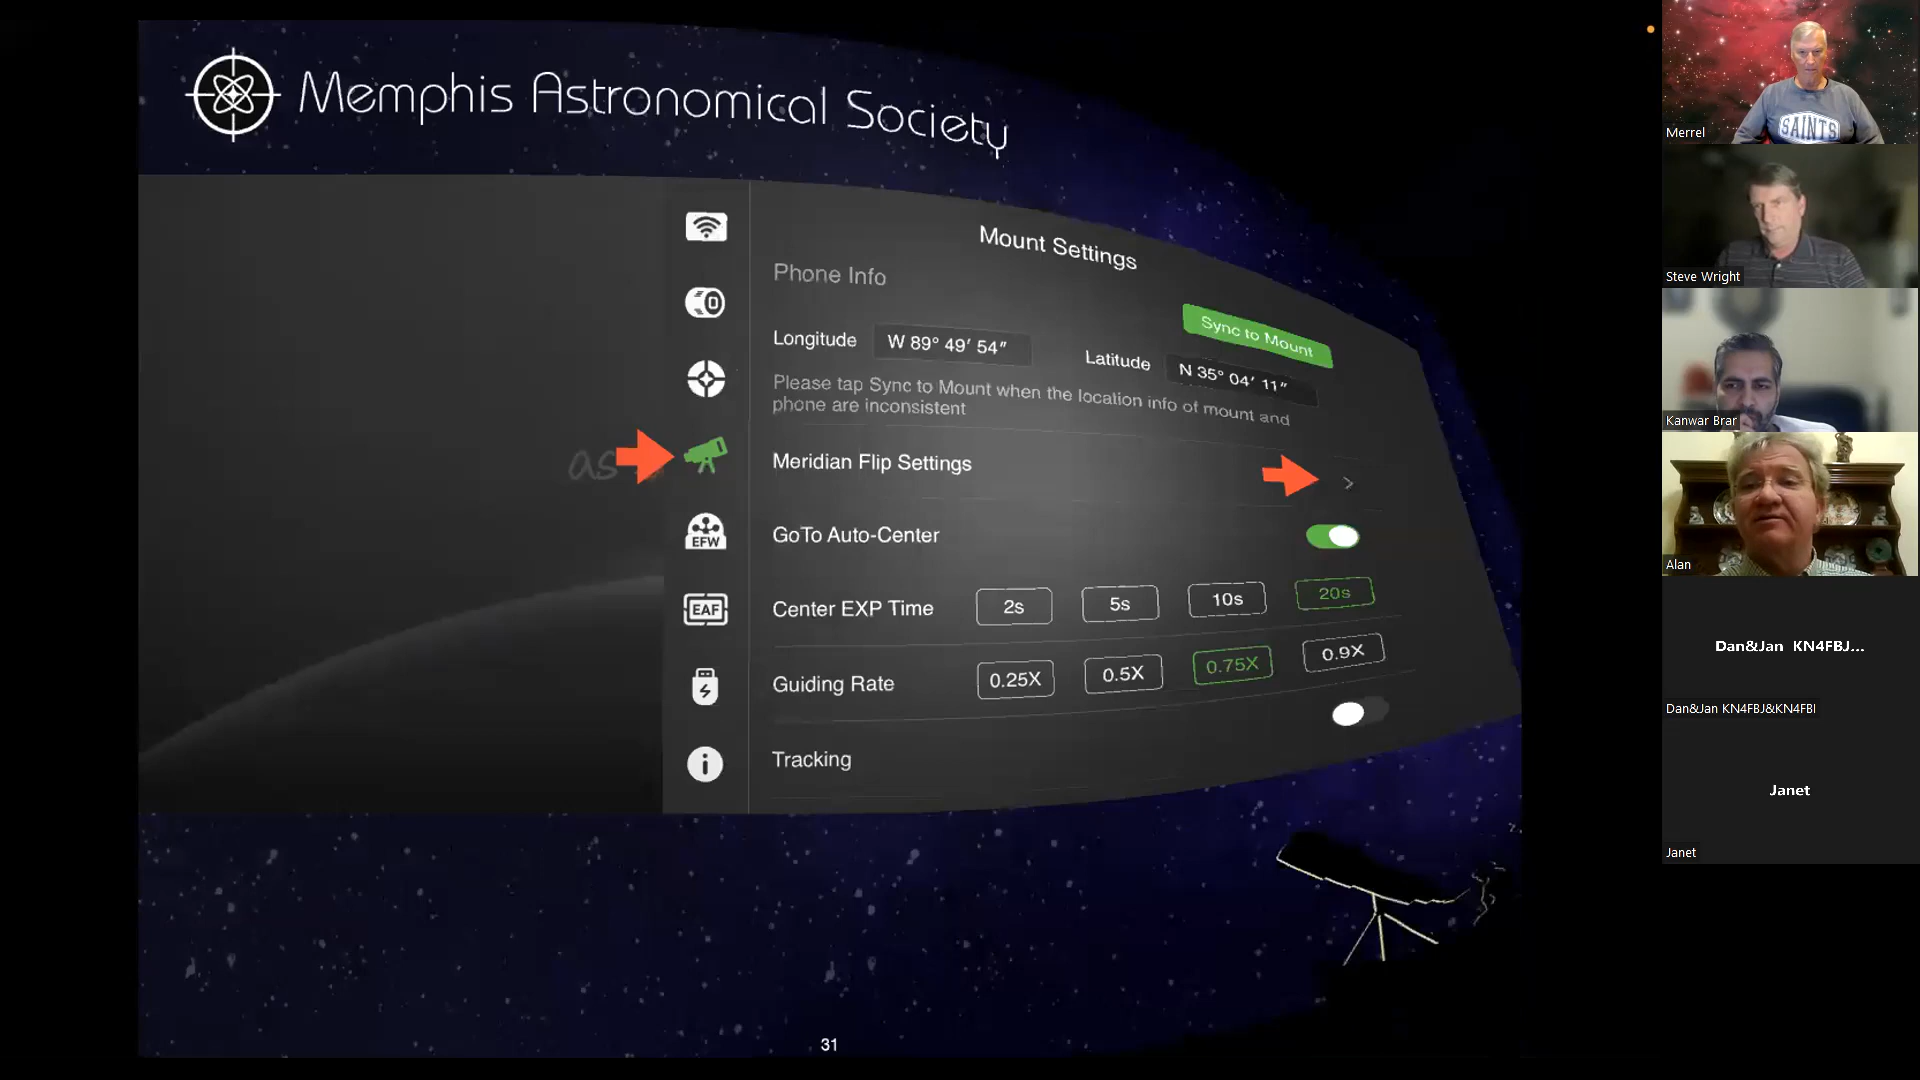 Memphis Astronomical Society
Mount Settings
Phone Info
Sync to Mount
Longitude
W 89° 49′ 54″
Latitude
N 35° 04′ 11″
Please tap Sync to Mount when the location info of mount and
phone are inconsistent
as
Meridian Flip Settings
>
GoTo Auto-Center
EFW
Center EXP Time
2s
5s
10s
20s
EAF
Guiding Rate
0.25X
0.5X
0.75X
0.9X
Tracking
31
SAINTS
Merrel
Steve Wright
Kanwar Brar
Alan
Dan&Jan KN4FBJ...
Dan&Jan KN4FBJ&KN4FBI
Janet
Janet